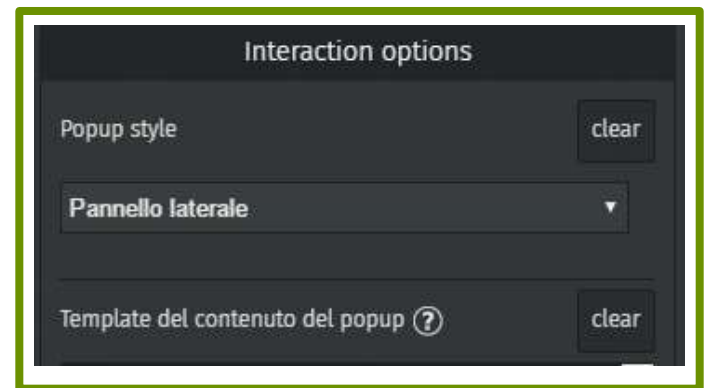 Interaction options
Popup style clear
Pannello laterale
Template del contenuto del popup ? clear